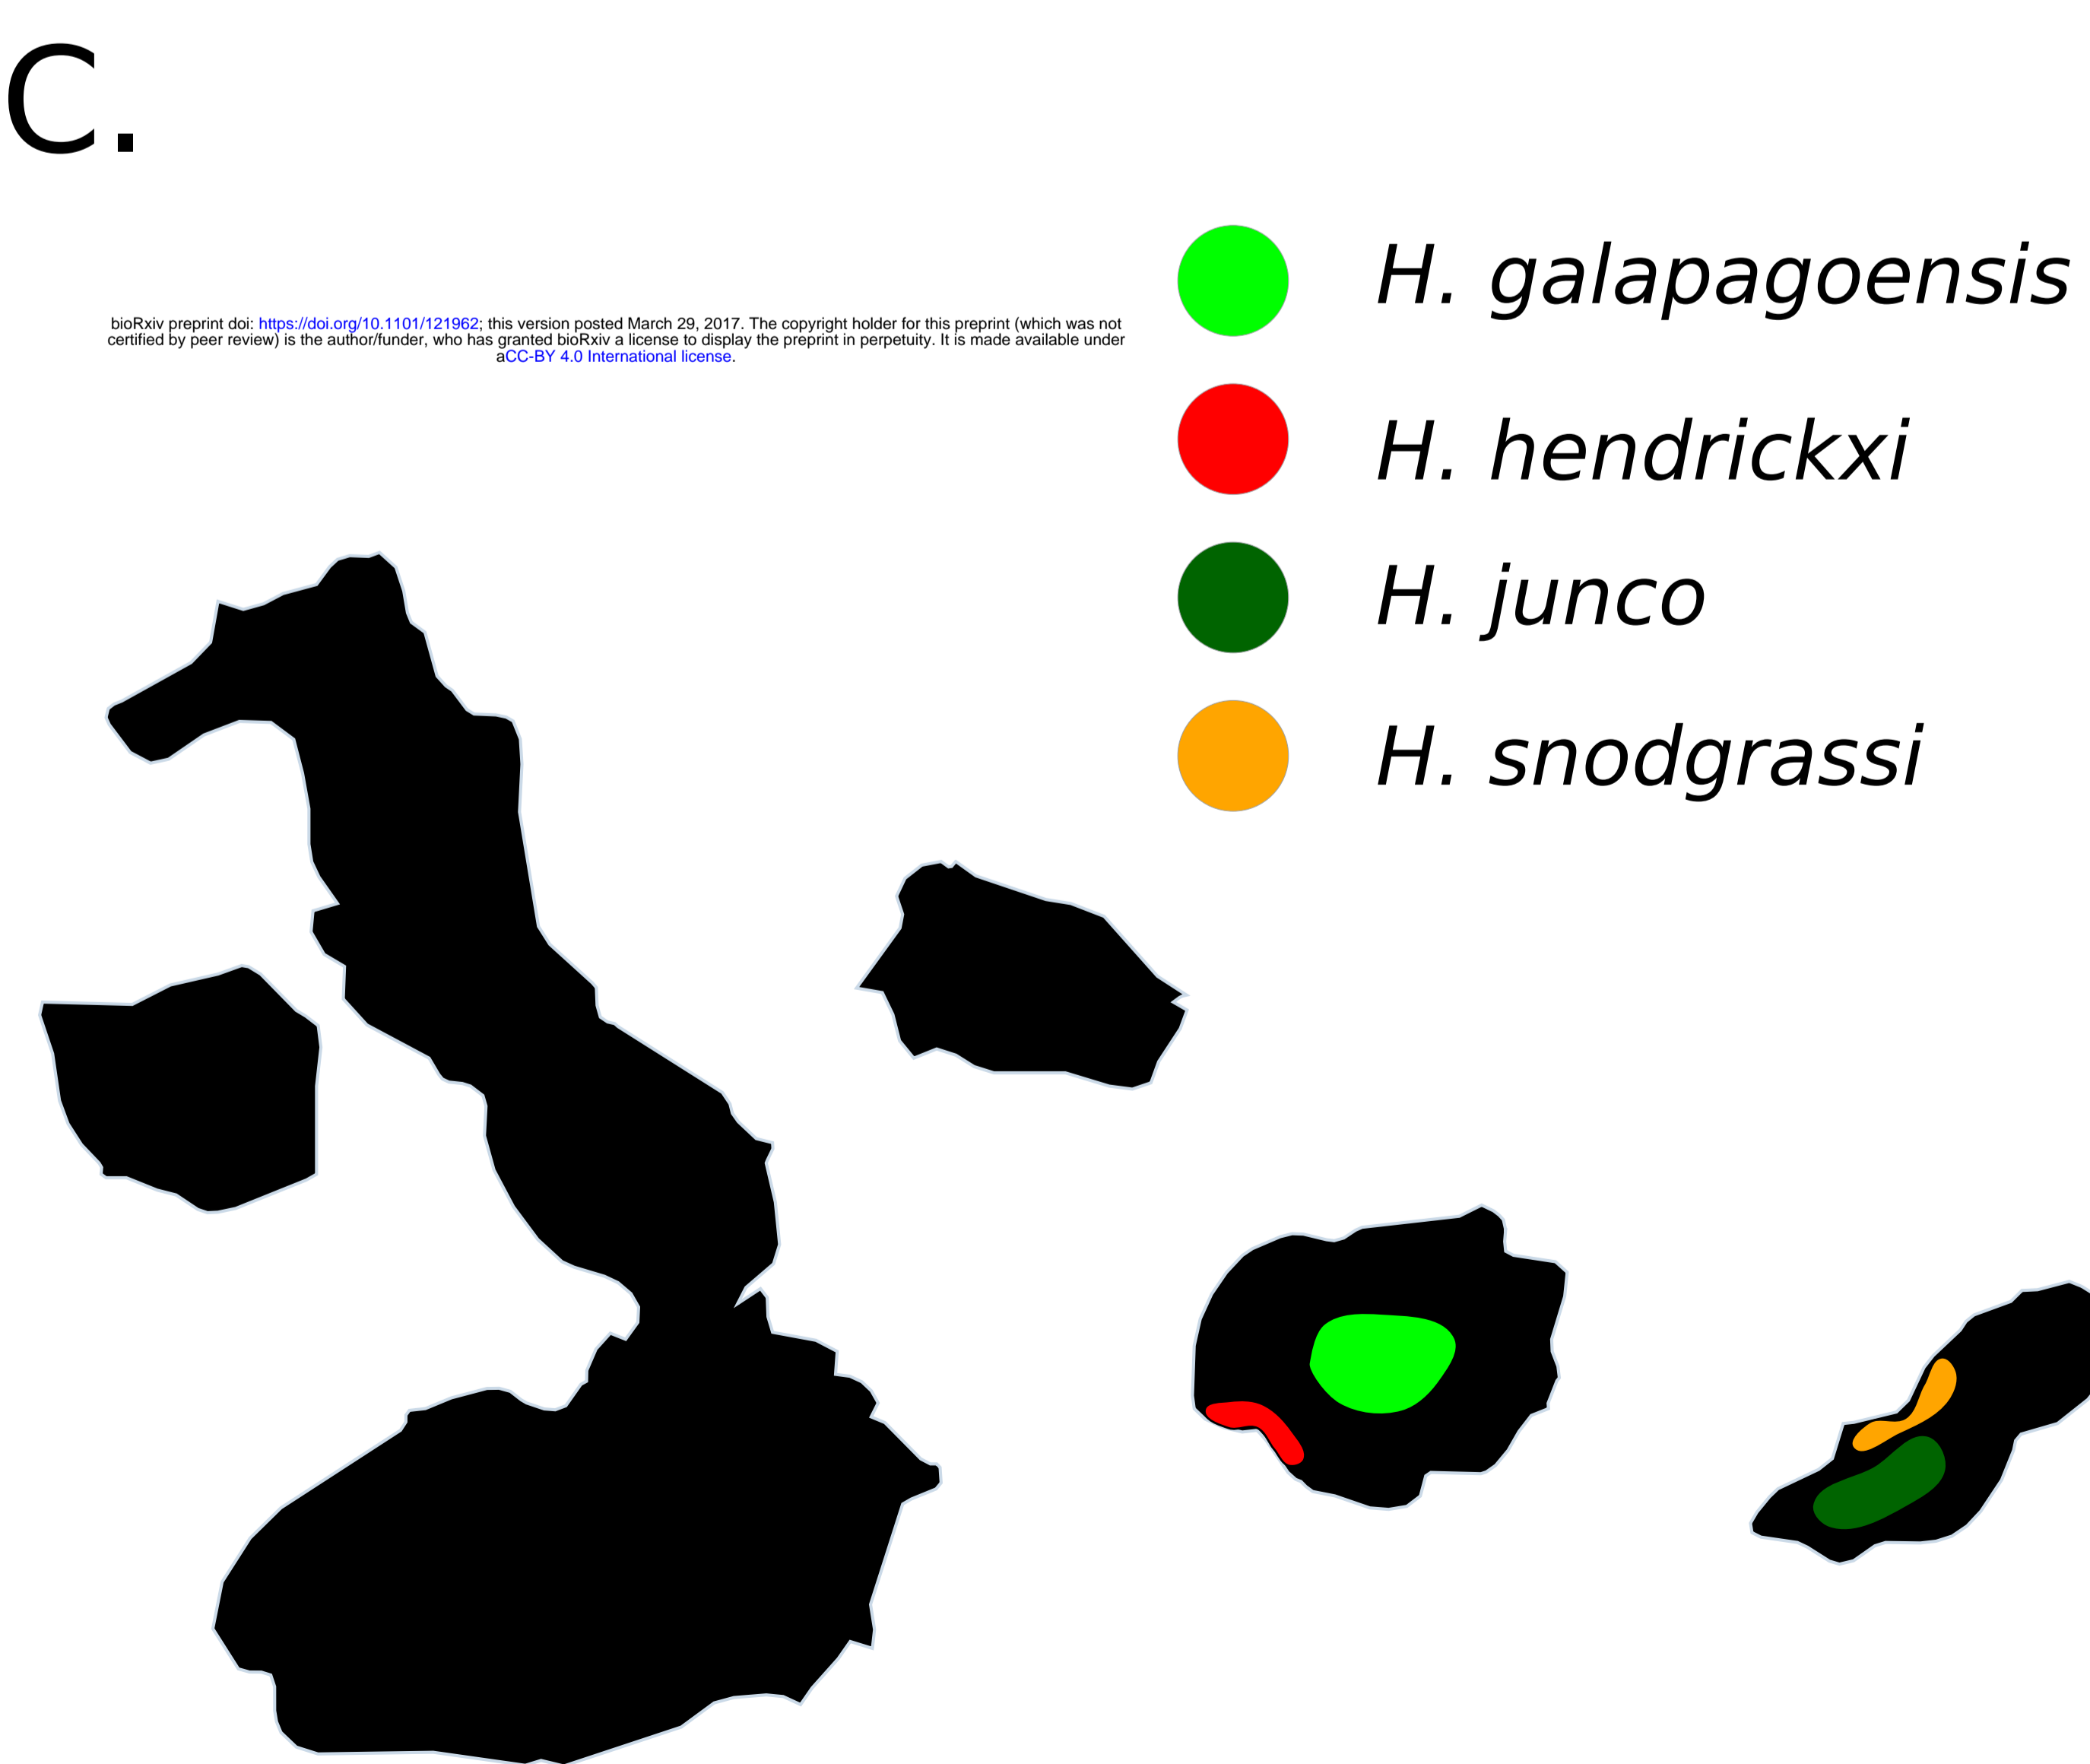 C.
H. galapagoensis
bioRxiv preprint doi: https://doi.org/10.1101/121962; this version posted March 29, 2017. The copyright holder for this preprint (which was not
certified by peer review) is the author/funder, who has granted bioRxiv a license to display the preprint in perpetuity. It is made available under
aCC-BY 4.0 International license.
H. hendrickxi
H. junco
H. snodgrassi